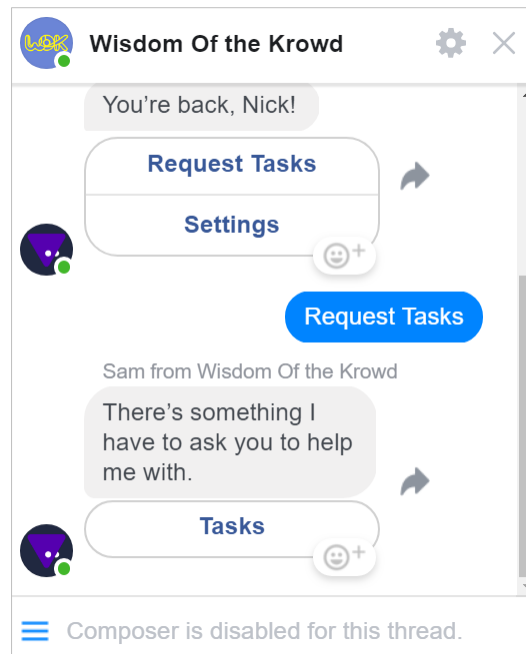 WOK
Wisdom Of the Krowd
You’re back, Nick!
Request Tasks
Settings
Request Tasks
Sam from Wisdom Of the Krowd
There’s something I
have to ask you to help
me with.
Tasks
Composer is disabled for this thread.